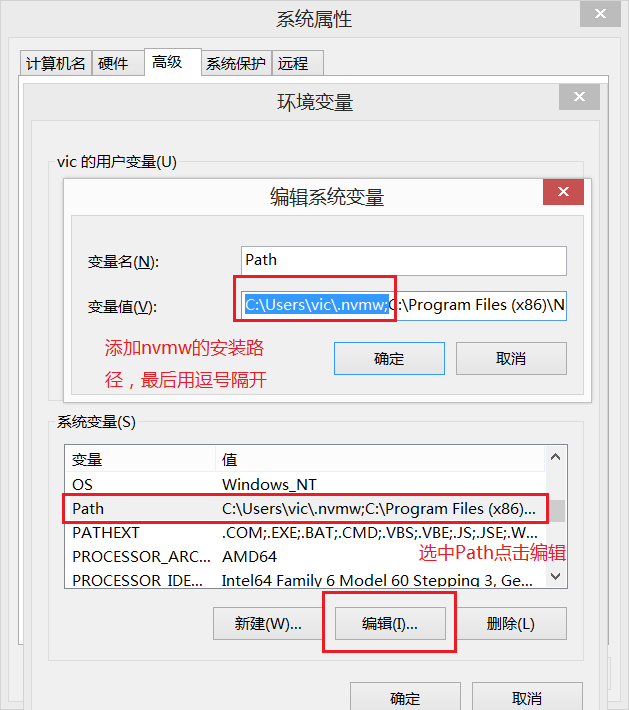 系统属性
计算机名 硬件 高级 系统保护 远程
环境变量
vic 的用户变量(U)
编辑系统变量
变量名(N): Path
变量值(V): C:\Users\vic\.nvmw;C:\Program Files (x86)\N
添加nvmw的安装路
径，最后用逗号隔开
确定 取消
系统变量(S)
变量 值
OS Windows_NT
Path C:\Users\vic\.nvmw;C:\Program Files (x86)...
PATHEXT .COM;.EXE;.BAT;.CMD;.VBS;.VBE;.JS;.JSE;.W...
选中Path点击编辑
PROCESSOR_ARC... AMD64
PROCESSOR_IDE... Intel64 Family 6 Model 60 Stepping 3, Ge...
新建(W)... 编辑(I)... 删除(L)
确定 取消